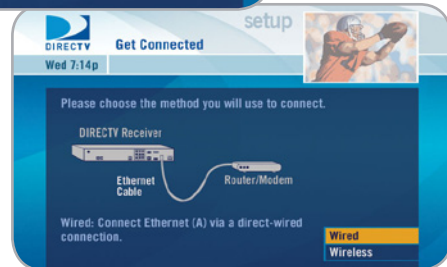 setup
DIRECTV
Get Connected
Wed 7:14p
Please choose the method you will use to connect.
DIRECTV Receiver
Ethernet
Cable
Router/Modem
Wired: Connect Ethernet (A) via a direct-wired
connection.
Wired
Wireless